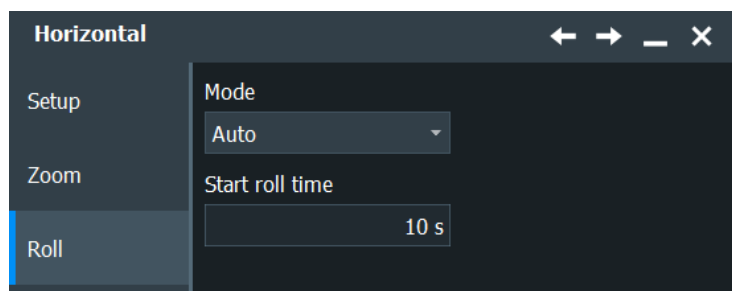 Horizontal
Setup
Zoom
Roll
Mode
Auto
Start roll time
10 s